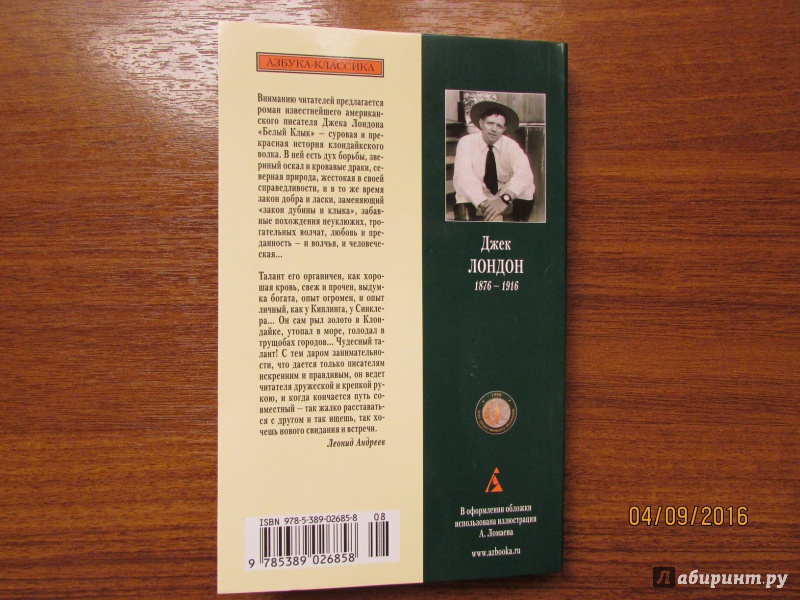 АЗБУКА-КЛАССИКА
Вниманию читателей предлагается
роман известнейшего американ-
ского писателя Джека Лондона
«Белый Клык» – суровая и пре-
красная история клондайкского
волка. В ней есть дух борьбы, зве-
риный оскал и кровавые драки, се-
верная природа, жестокая в своей
справедливости, и в то же время
закон добра и ласки, заменяющий
«закон дубины и клыка», забав-
ные похождения неуклюжих, тро-
гательных волчат, любовь и пре-
данность – и волчья, и человече-
ская...
Талант его органичен, как хоро-
шая кровь, свеж и прочен, выдум-
ка богата, опыт огромен, и опыт
личный, как у Киплинга, у Синкле-
ра... Он сам рыл золото в Клон-
дайке, утопал в море, голодал в
трущобах городов... Чудесный та-
лант! С тем даром занимательно-
сти, что дается только писателям
искренним и правдивым, он ведет
читателя дружеской и крепкой ру-
кою, и когда кончается путь со-
вместный – так жалко расставать-
ся с другом и так ищешь, так хо-
чешь нового свидания и встречи.
Леонид Андреев
ISBN 978-5-389-02685-8
08
9 785389 026858
Джек
ЛОНДОН
1876 – 1916
В оформлении обложки
использована иллюстрация
А. Ломаева
www.azbooka.ru
04/09/2016
Лабиринт.ру